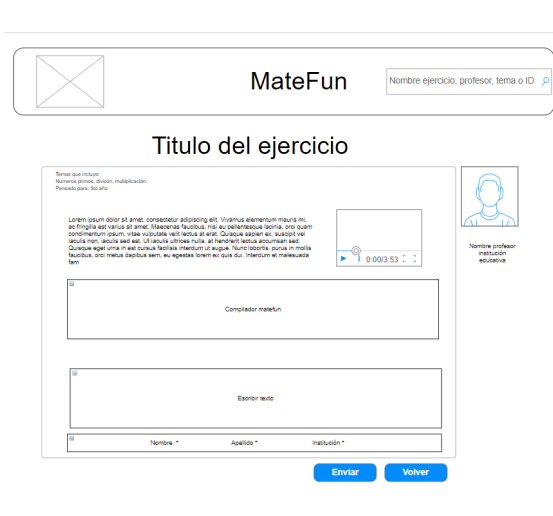 MateFun
Nombre ejercicio, profesor, tema o ID
Titulo del ejercicio
Temas que incluye:
Números primos, división, multiplicación.
Pensado para: 5to año
Lorem ipsum dolor sit amet, consectetur adipiscing elit. Vivamus elementum mauris mi,
ac fringilla est varius sit amet. Maecenas faucibus, nisi eu pellentesque lacinia, orci quam
condimentum ipsum, vitae vulputate velit lectus at erat. Quisque sapien ex, suscipit vel
iaculis non, iaculis sed est. Ut iaculis ultrices nulla, at hendrerit lectus accumsan sed.
Quisque eget urna in est cursus facilisis interdum ut augue. Nunc lobortis, purus in mollis
faucibus, orci metus dapibus sem, eu egestas lorem ex quis dui. Interdum et malesuada
fam
0:00/3:53
Nombre profesor
institución
educativa
Compilador matefun
Escribir texto
Nombre * Apellido * Institución *
Enviar Volver